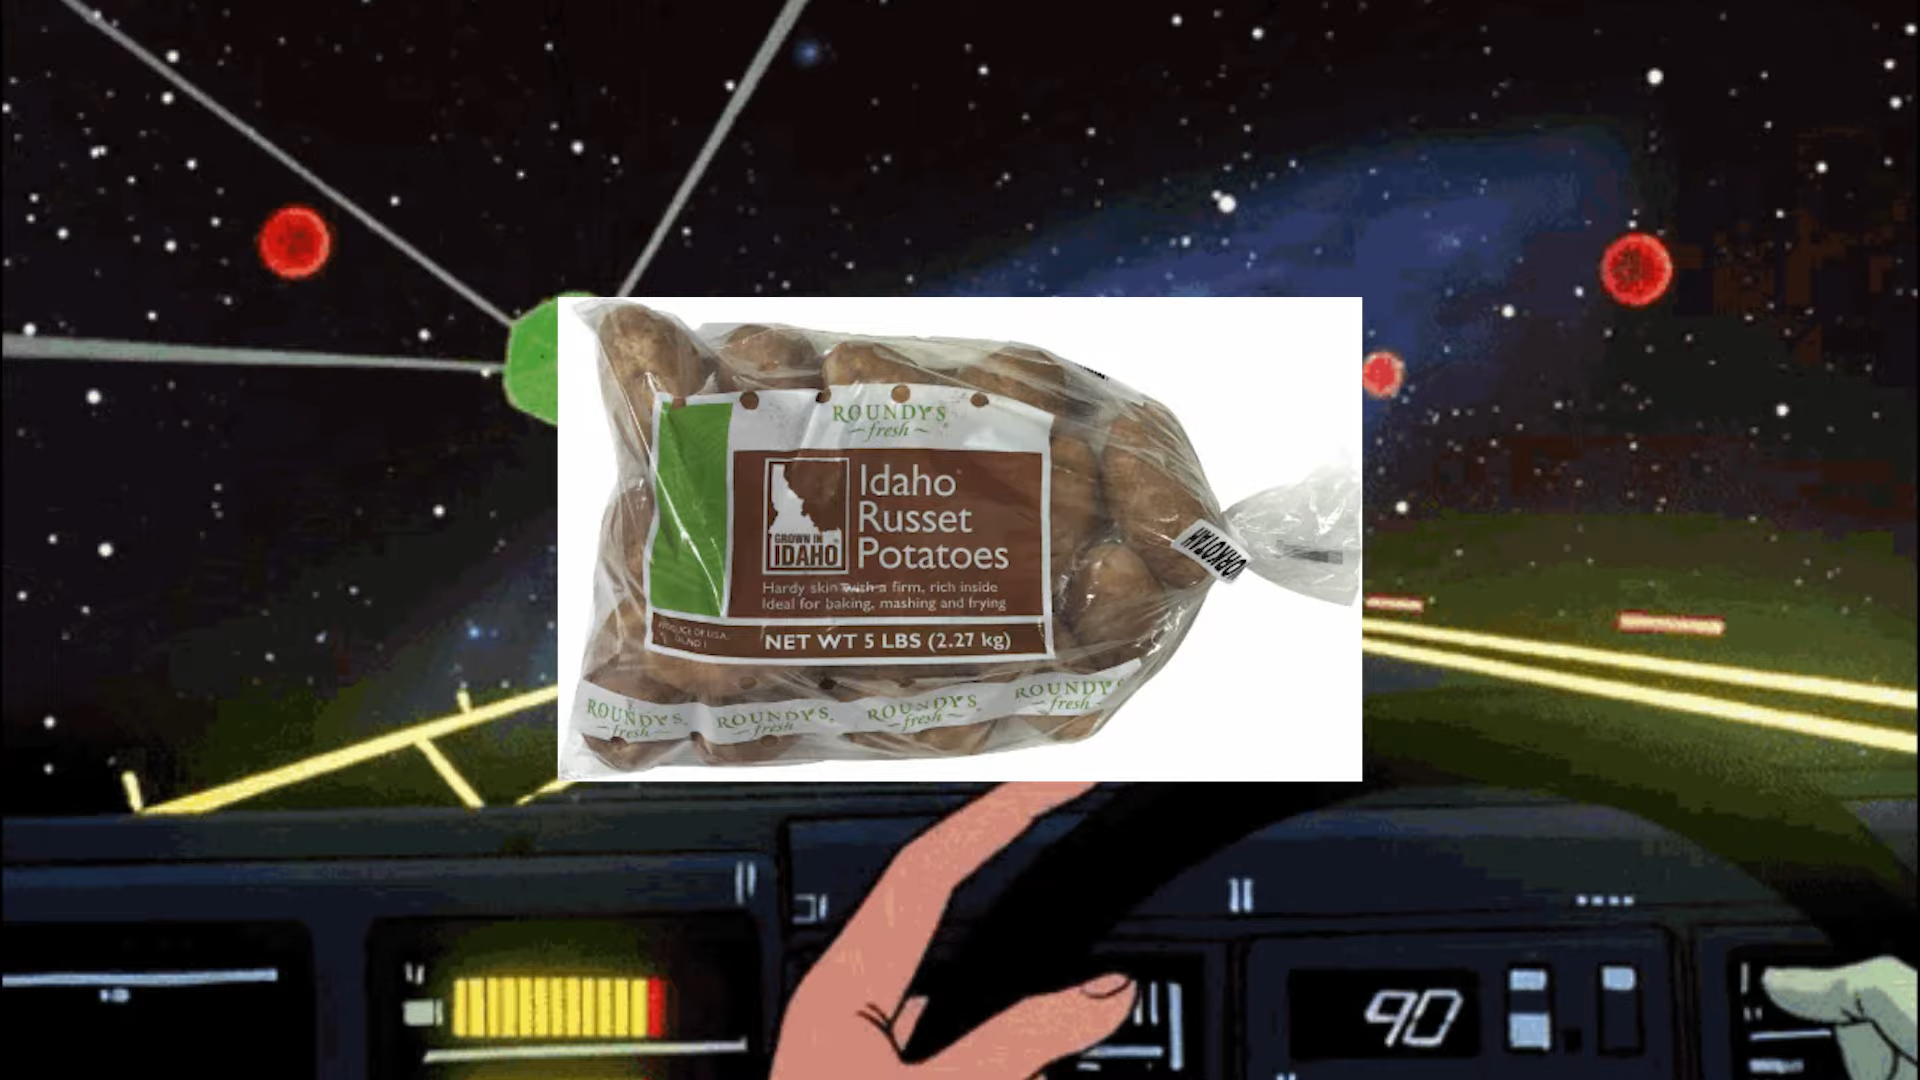 ROUNDY'S
fresh
Idaho
Russet
Potatoes
GROWN IN
IDAHO
Hardy skin with a firm, rich inside
Ideal for baking, mashing and frying
NET WT 5 LBS (2.27 kg)
ROUNDY'S
fresh
ROUNDY'S
fresh
ROUNDY'S
fresh
ROUNDY'S
fresh
90